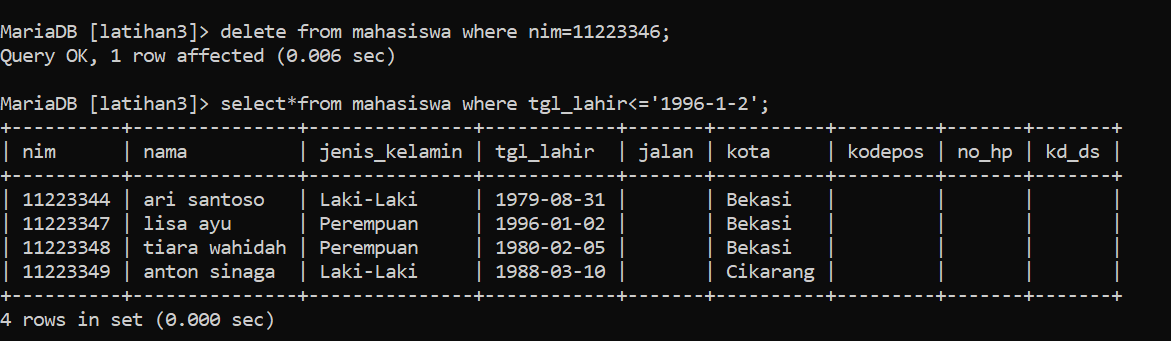 MariaDB [latihan3]> delete from mahasiswa where nim=11223346;
Query OK, 1 row affected (0.006 sec)
MariaDB [latihan3]> select*from mahasiswa where tgl_lahir<='1996-1-2';
+----------+---------------+---------------+------------+-------+----------+---------+-------+-------+
| nim      | nama          | jenis_kelamin | tgl_lahir  | jalan | kota     | kodepos | no_hp | kd_ds |
+----------+---------------+---------------+------------+-------+----------+---------+-------+-------+
| 11223344 | ari santoso   | Laki-Laki     | 1979-08-31 |       | Bekasi   |         |       |       |
| 11223347 | lisa ayu      | Perempuan     | 1996-01-02 |       | Bekasi   |         |       |       |
| 11223348 | tiara wahidah | Perempuan     | 1980-02-05 |       | Bekasi   |         |       |       |
| 11223349 | anton sinaga  | Laki-Laki     | 1988-03-10 |       | Cikarang |         |       |       |
+----------+---------------+---------------+------------+-------+----------+---------+-------+-------+
4 rows in set (0.000 sec)